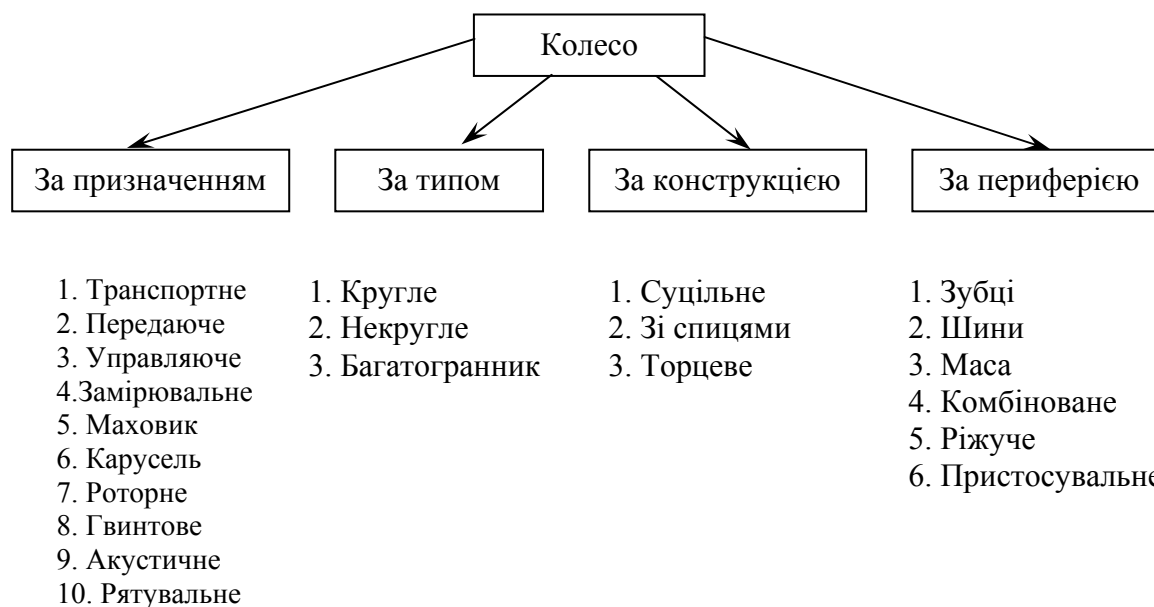 Колесо
За призначенням
За типом
За конструкцією
За периферією
1. Транспортне
2. Передаюче
3. Управляюче
4.Замірювальне
5. Маховик
6. Карусель
7. Роторне
8. Гвинтове
9. Акустичне
10. Рятувальне
1. Кругле
2. Некругле
3. Багатогранник
1. Суцільне
2. Зі спицями
3. Торцеве
1. Зубці
2. Шини
3. Маса
4. Комбіноване
5. Ріжуче
6. Пристосувальне